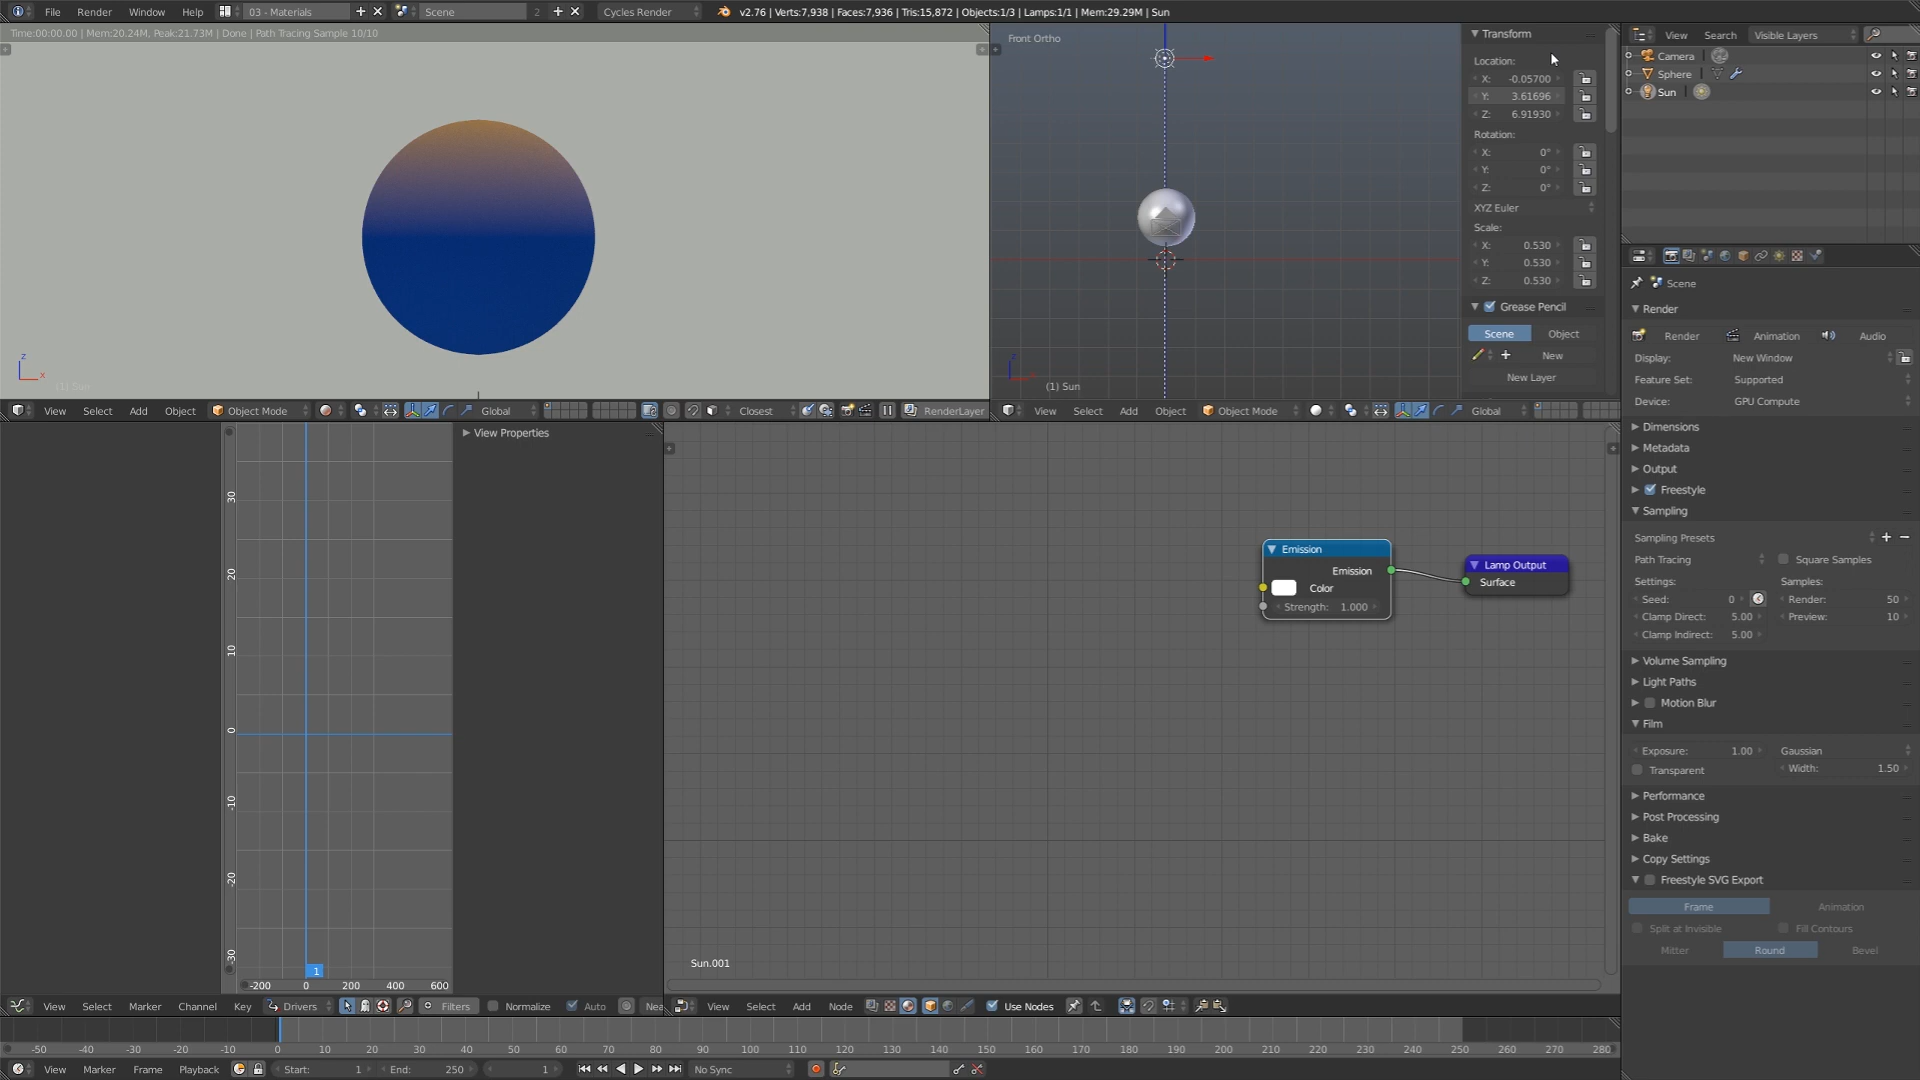 File Render Window Help 03 - Materials Scene 2 Cycles Render v2.76 | Verts:7,938 | Faces:7,936 | Tris:15,872 | Objects:1/3 | Lamps:1/1 | Mem:29.29M | Sun
Time:00:00.00 | Mem:20.24M, Peak:21.73M | Done | Path Tracing Sample 10/10
z
x
(1) Sun
View Select Add Object Object Mode Global Closest RenderLayer
Front Ortho
(1) Sun
View Select Add Object Object Mode Global
Transform
Location:
X: -0.05700
Y: 3.61696
Z: 6.91930
Rotation:
X: 0°
Y: 0°
Z: 0°
XYZ Euler
Scale:
X: 0.530
Y: 0.530
Z: 0.530
Grease Pencil
Scene Object
New
New Layer
View Search Visible Layers
Camera
Sphere
Sun
Scene
Render
Render Animation Audio
Display: New Window
Feature Set: Supported
Device: GPU Compute
Dimensions
Metadata
Output
Freestyle
Sampling
Sampling Presets
Path Tracing Square Samples
Settings: Samples:
Seed: 0 Render: 50
Clamp Direct: 5.00 Preview: 10
Clamp Indirect: 5.00
Volume Sampling
Light Paths
Motion Blur
Film
Exposure: 1.00 Gaussian
Transparent Width: 1.50
Performance
Post Processing
Bake
Copy Settings
Freestyle SVG Export
Frame Animation
Split at Invisible Fill Contours
Mitter Round Bevel
View Properties
30
20
10
0
-10
-20
-30
1
-200 0 200 400 600
View Select Marker Channel Key Drivers Filters Normalize Auto Nea
Emission
Emission
Color
Strength: 1.000
Lamp Output
Surface
Sun.001
View Select Add Node Use Nodes
-50 -40 -30 -20 -10 0 10 20 30 40 50 60 70 80 90 100 110 120 130 140 150 160 170 180 190 200 210 220 230 240 250 260 270 280
View Marker Frame Playback Start: 1 End: 250 1 No Sync